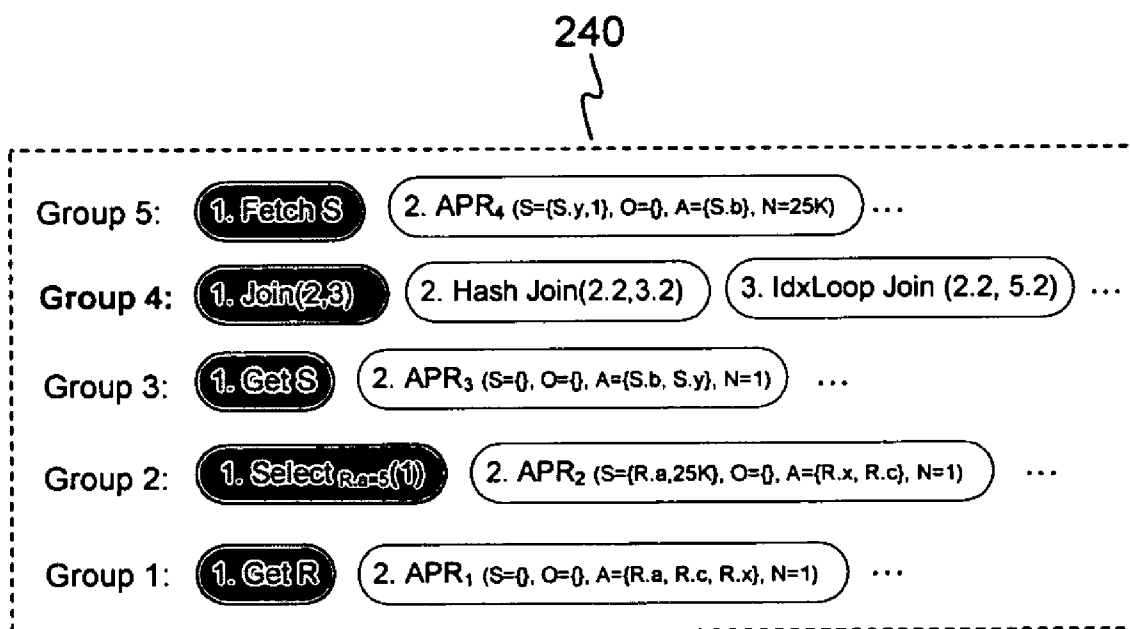 240
Group 5: 1. Fetch S 2. APR₄ (S={S.y,1}, O={}, A={S.b}, N=25K) ...
Group 4: 1. Join(2,3) 2. Hash Join(2.2,3.2) 3. IdxLoop Join (2.2, 5.2) ...
Group 3: 1. Get S 2. APR₃ (S={}, O={}, A={S.b, S.y}, N=1) ...
Group 2: 1. Select R.a=5(1) 2. APR₂ (S={R.a,25K}, O={}, A={R.x, R.c}, N=1) ...
Group 1: 1. Get R 2. APR₁ (S={}, O={}, A={R.a, R.c, R.x}, N=1) ...